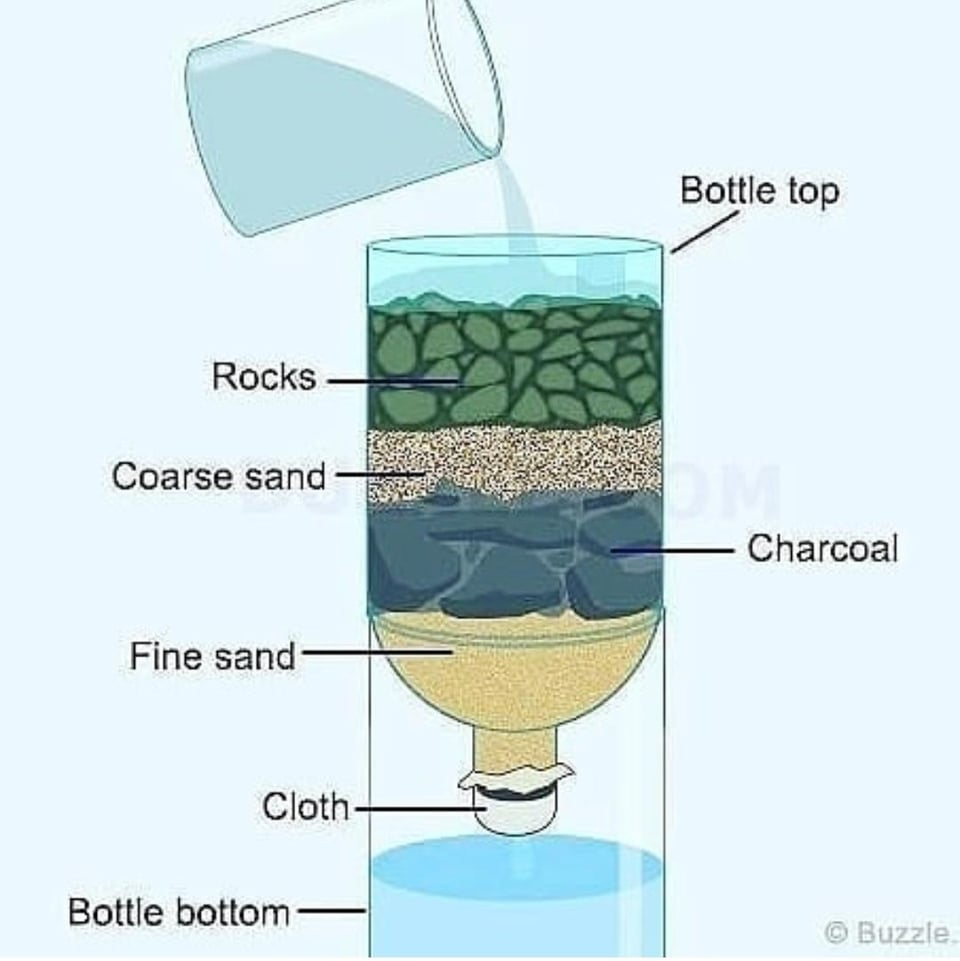 Bottle top
Rocks
Coarse sand
Charcoal
Fine sand
Cloth
Bottle bottom
© Buzzle.